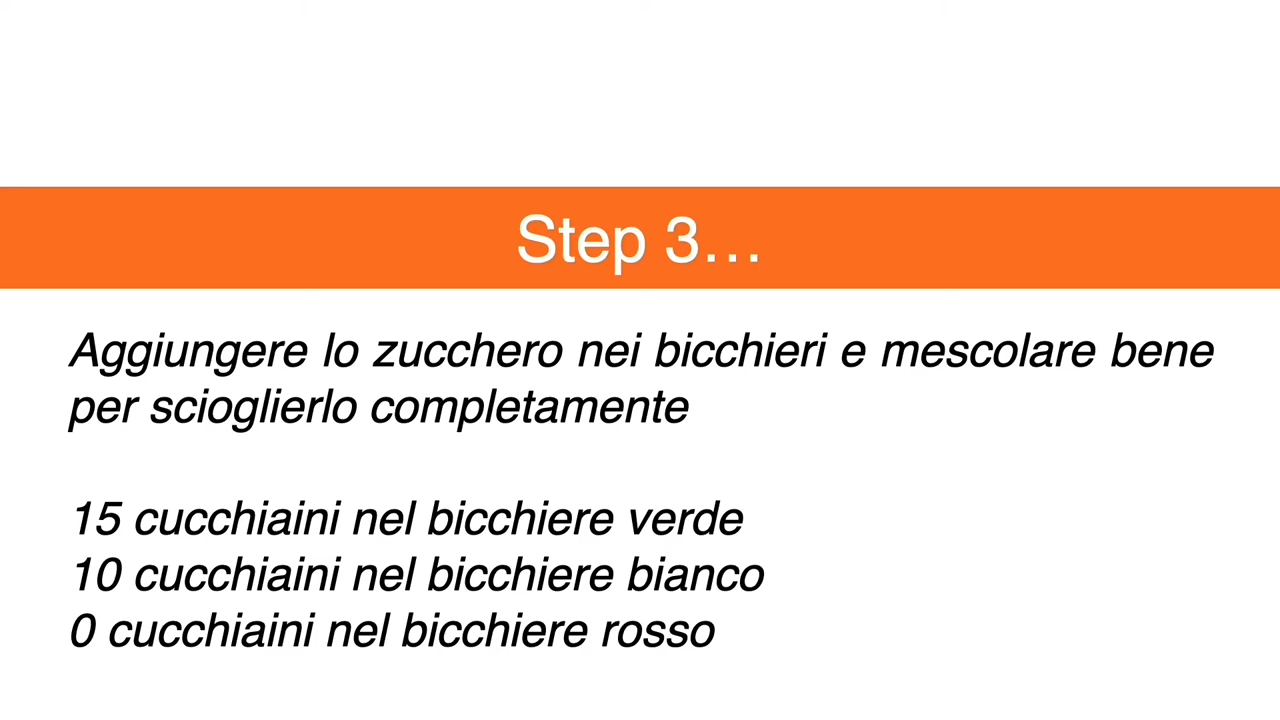 Step 3…
Aggiungere lo zucchero nei bicchieri e mescolare bene
per scioglierlo completamente
15 cucchiaini nel bicchiere verde
10 cucchiaini nel bicchiere bianco
0 cucchiaini nel bicchiere rosso